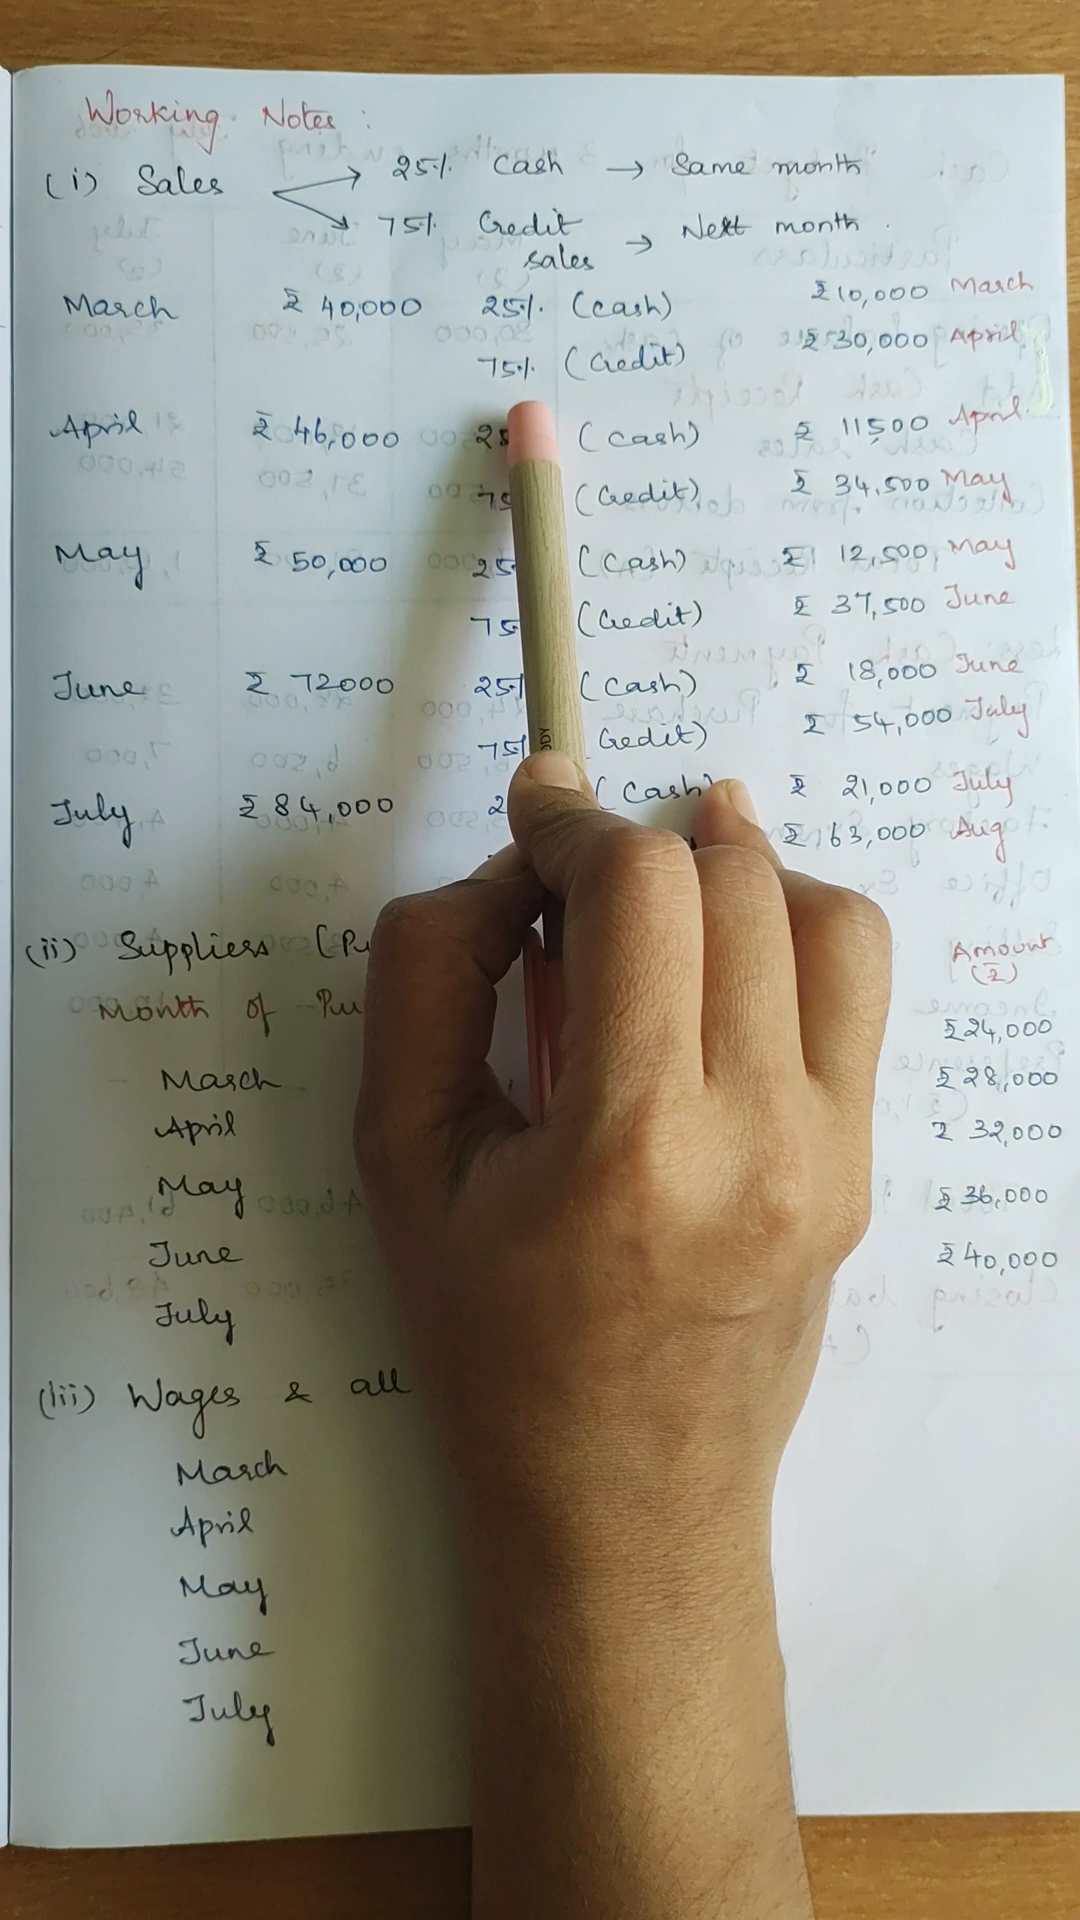 Working Notes :
(i) Sales → 25% Cash → Same month
→ 75% Credit sales → Next month.
March ₹ 40,000 25% (Cash) ₹10,000 March
75% (Credit) ₹30,000 April
April ₹ 46,000 (Cash) ₹ 11,500 April
(Credit) ₹ 34,500 May
May ₹ 50,000 (Cash) ₹ 12,500 May
(Credit) ₹ 37,500 June
June ₹ 72000 25% (Cash) ₹ 18,000 June
75% Credit) ₹ 54,000 July
July ₹ 84,000 (Cash) ₹ 21,000 July
₹ 63,000 Aug
(ii) Suppliers Amount (₹)
Month of
₹24,000
March ₹28,000
April ₹ 32,000
May ₹36,000
June ₹40,000
July
(iii) Wages & all
March
April
May
June
July